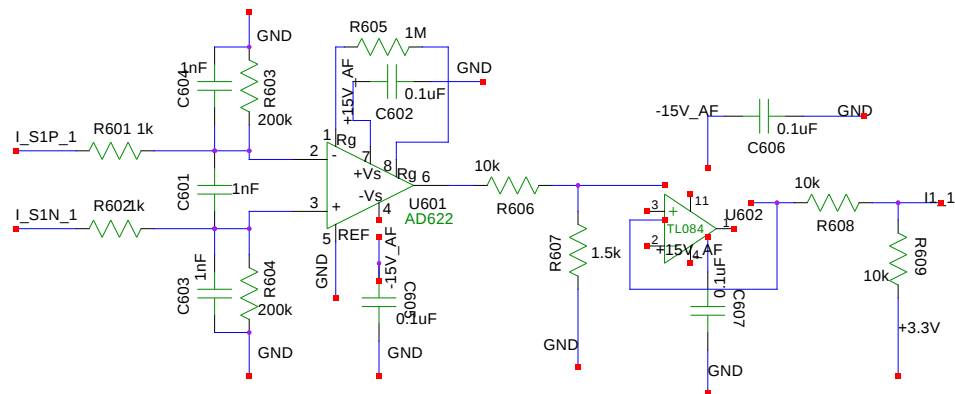 GND
R605
1M
1nF
C604
R603
200k
+15V_AF
C602
0.1uF
GND
-15V_AF
C606
0.1uF
GND
I_S1P_1
R601 1k
1 Rg
2
-
7
+Vs
8 Rg
6
C601
1nF
I_S1N_1
R602 1k
3
+
-Vs
4
5 REF
U601
AD622
10k
R606
3
+
11
TL084
U602
1
2
-
4
+15V_AF
10k
R608
I1_1
R607
1.5k
R609
10k
+3.3V
1nF
C603
R604
200k
GND
GND
-15V_AF
C605
0.1uF
GND
GND
0.1uF
C607
GND